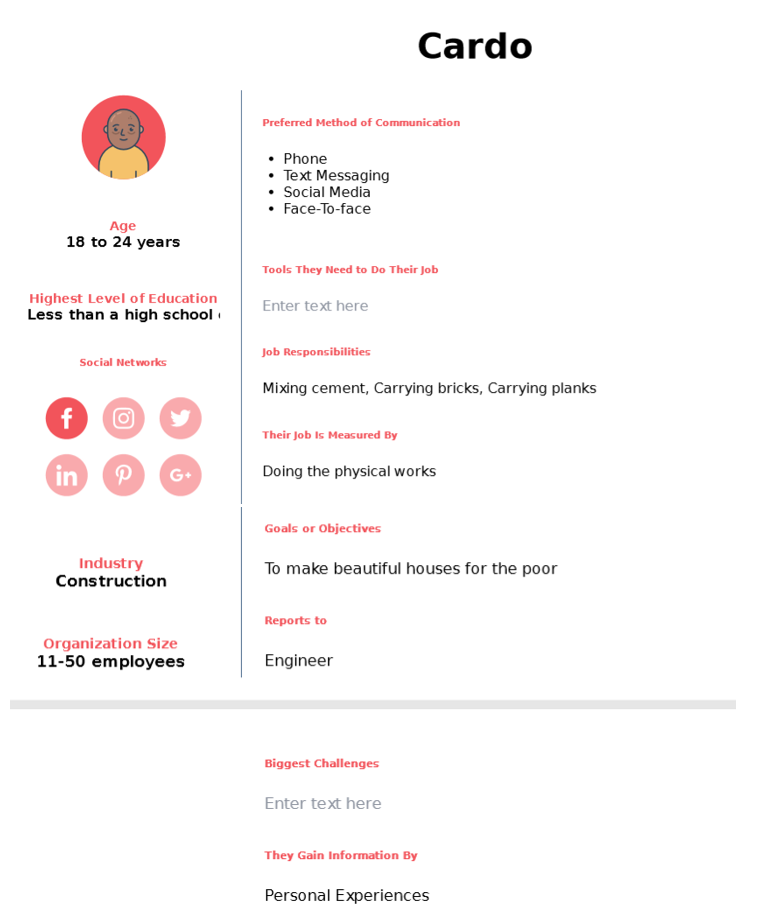 Cardo
Age
18 to 24 years
Highest Level of Education
Less than a high school
Social Networks
Industry
Construction
Organization Size
11-50 employees
Preferred Method of Communication
• Phone
• Text Messaging
• Social Media
• Face-To-face
Tools They Need to Do Their Job
Enter text here
Job Responsibilities
Mixing cement, Carrying bricks, Carrying planks
Their Job Is Measured By
Doing the physical works
Goals or Objectives
To make beautiful houses for the poor
Reports to
Engineer
Biggest Challenges
Enter text here
They Gain Information By
Personal Experiences